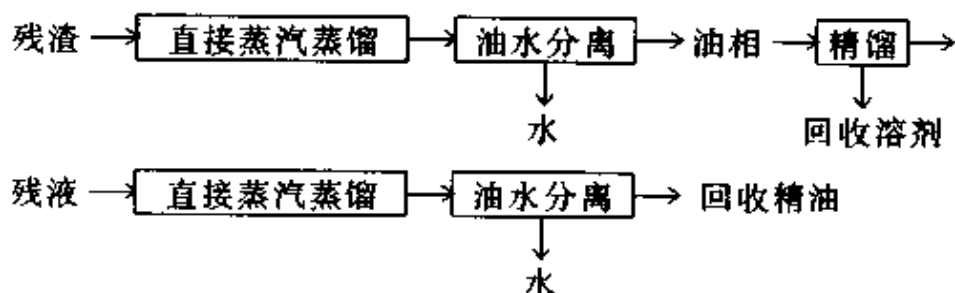 残渣 直接蒸汽蒸馏 油水分离 油相 精馏
水 回收溶剂
残液 直接蒸汽蒸馏 油水分离 回收精油
水